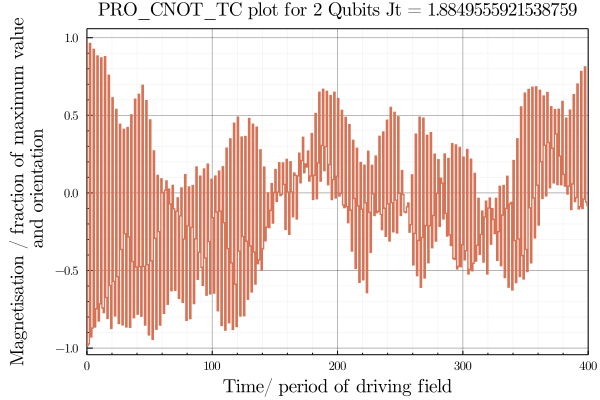 PRO_CNOT_TC plot for 2 Qubits Jt = 1.8849555921538759
Magnetisation / fraction of maximum value
and orientation
1.0
0.5
0.0
−0.5
−1.0
0
100
200
300
400
Time/ period of driving field